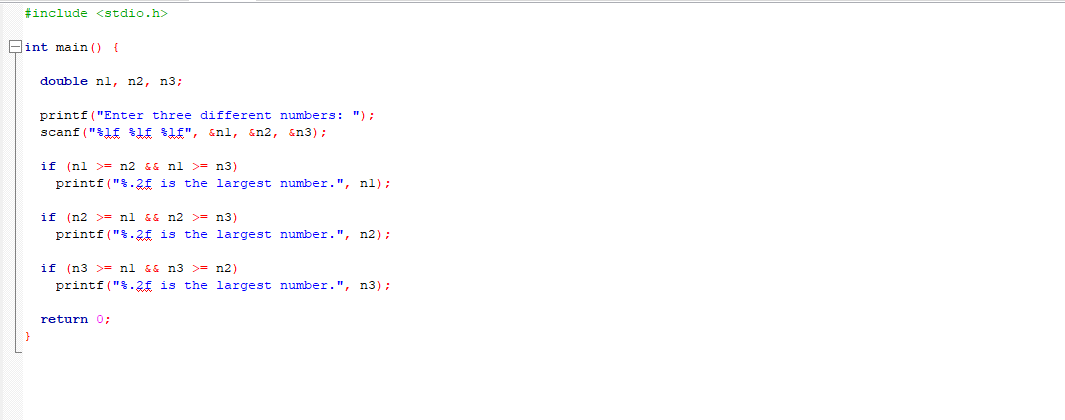 #include <stdio.h>
int main() {
double n1, n2, n3;
printf("Enter three different numbers: ");
scanf("%lf %lf %lf", &n1, &n2, &n3);
if (n1 >= n2 && n1 >= n3)
printf("%.2f is the largest number.", n1);
if (n2 >= n1 && n2 >= n3)
printf("%.2f is the largest number.", n2);
if (n3 >= n1 && n3 >= n2)
printf("%.2f is the largest number.", n3);
return 0;
}